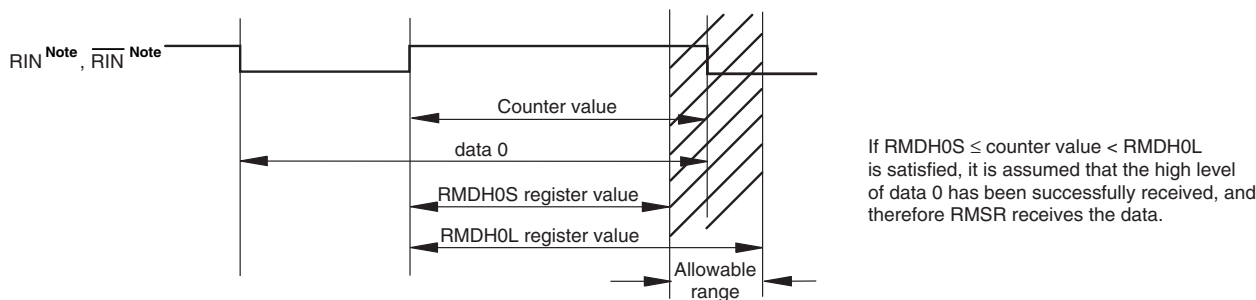 RIN Note , RIN Note
Counter value
data 0
RMDH0S register value
RMDH0L register value
Allowable
range
If RMDH0S ≤ counter value < RMDH0L
is satisfied, it is assumed that the high level
of data 0 has been successfully received, and
therefore RMSR receives the data.